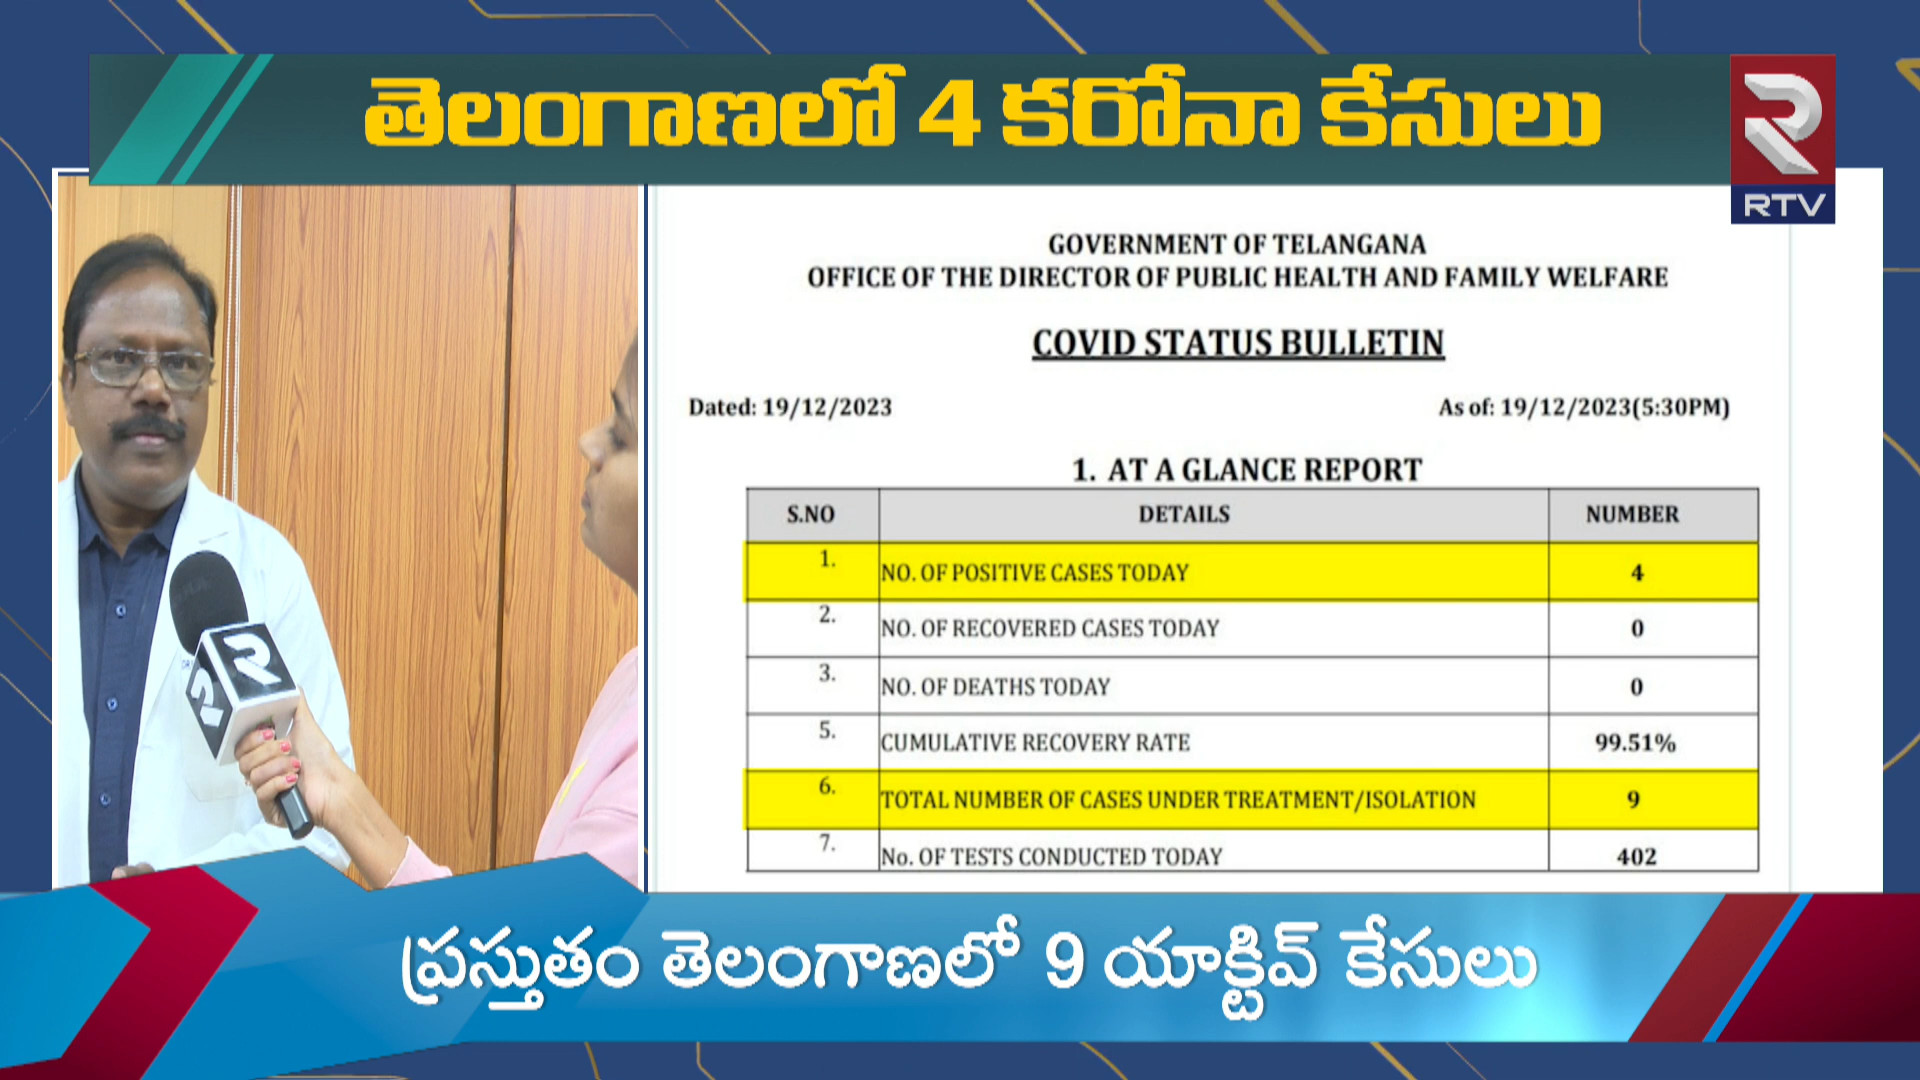 తెలంగాణలో 4 కరోనా కేసులు
RTV
GOVERNMENT OF TELANGANA
OFFICE OF THE DIRECTOR OF PUBLIC HEALTH AND FAMILY WELFARE
COVID STATUS BULLETIN
Dated: 19/12/2023 As of: 19/12/2023(5:30PM)
1. AT A GLANCE REPORT
S.NO DETAILS NUMBER
1. NO. OF POSITIVE CASES TODAY 4
2. NO. OF RECOVERED CASES TODAY 0
3. NO. OF DEATHS TODAY 0
5. CUMULATIVE RECOVERY RATE 99.51%
6. TOTAL NUMBER OF CASES UNDER TREATMENT/ISOLATION 9
7. No. OF TESTS CONDUCTED TODAY 402
ప్రస్తుతం తెలంగాణలో 9 యాక్టివ్ కేసులు